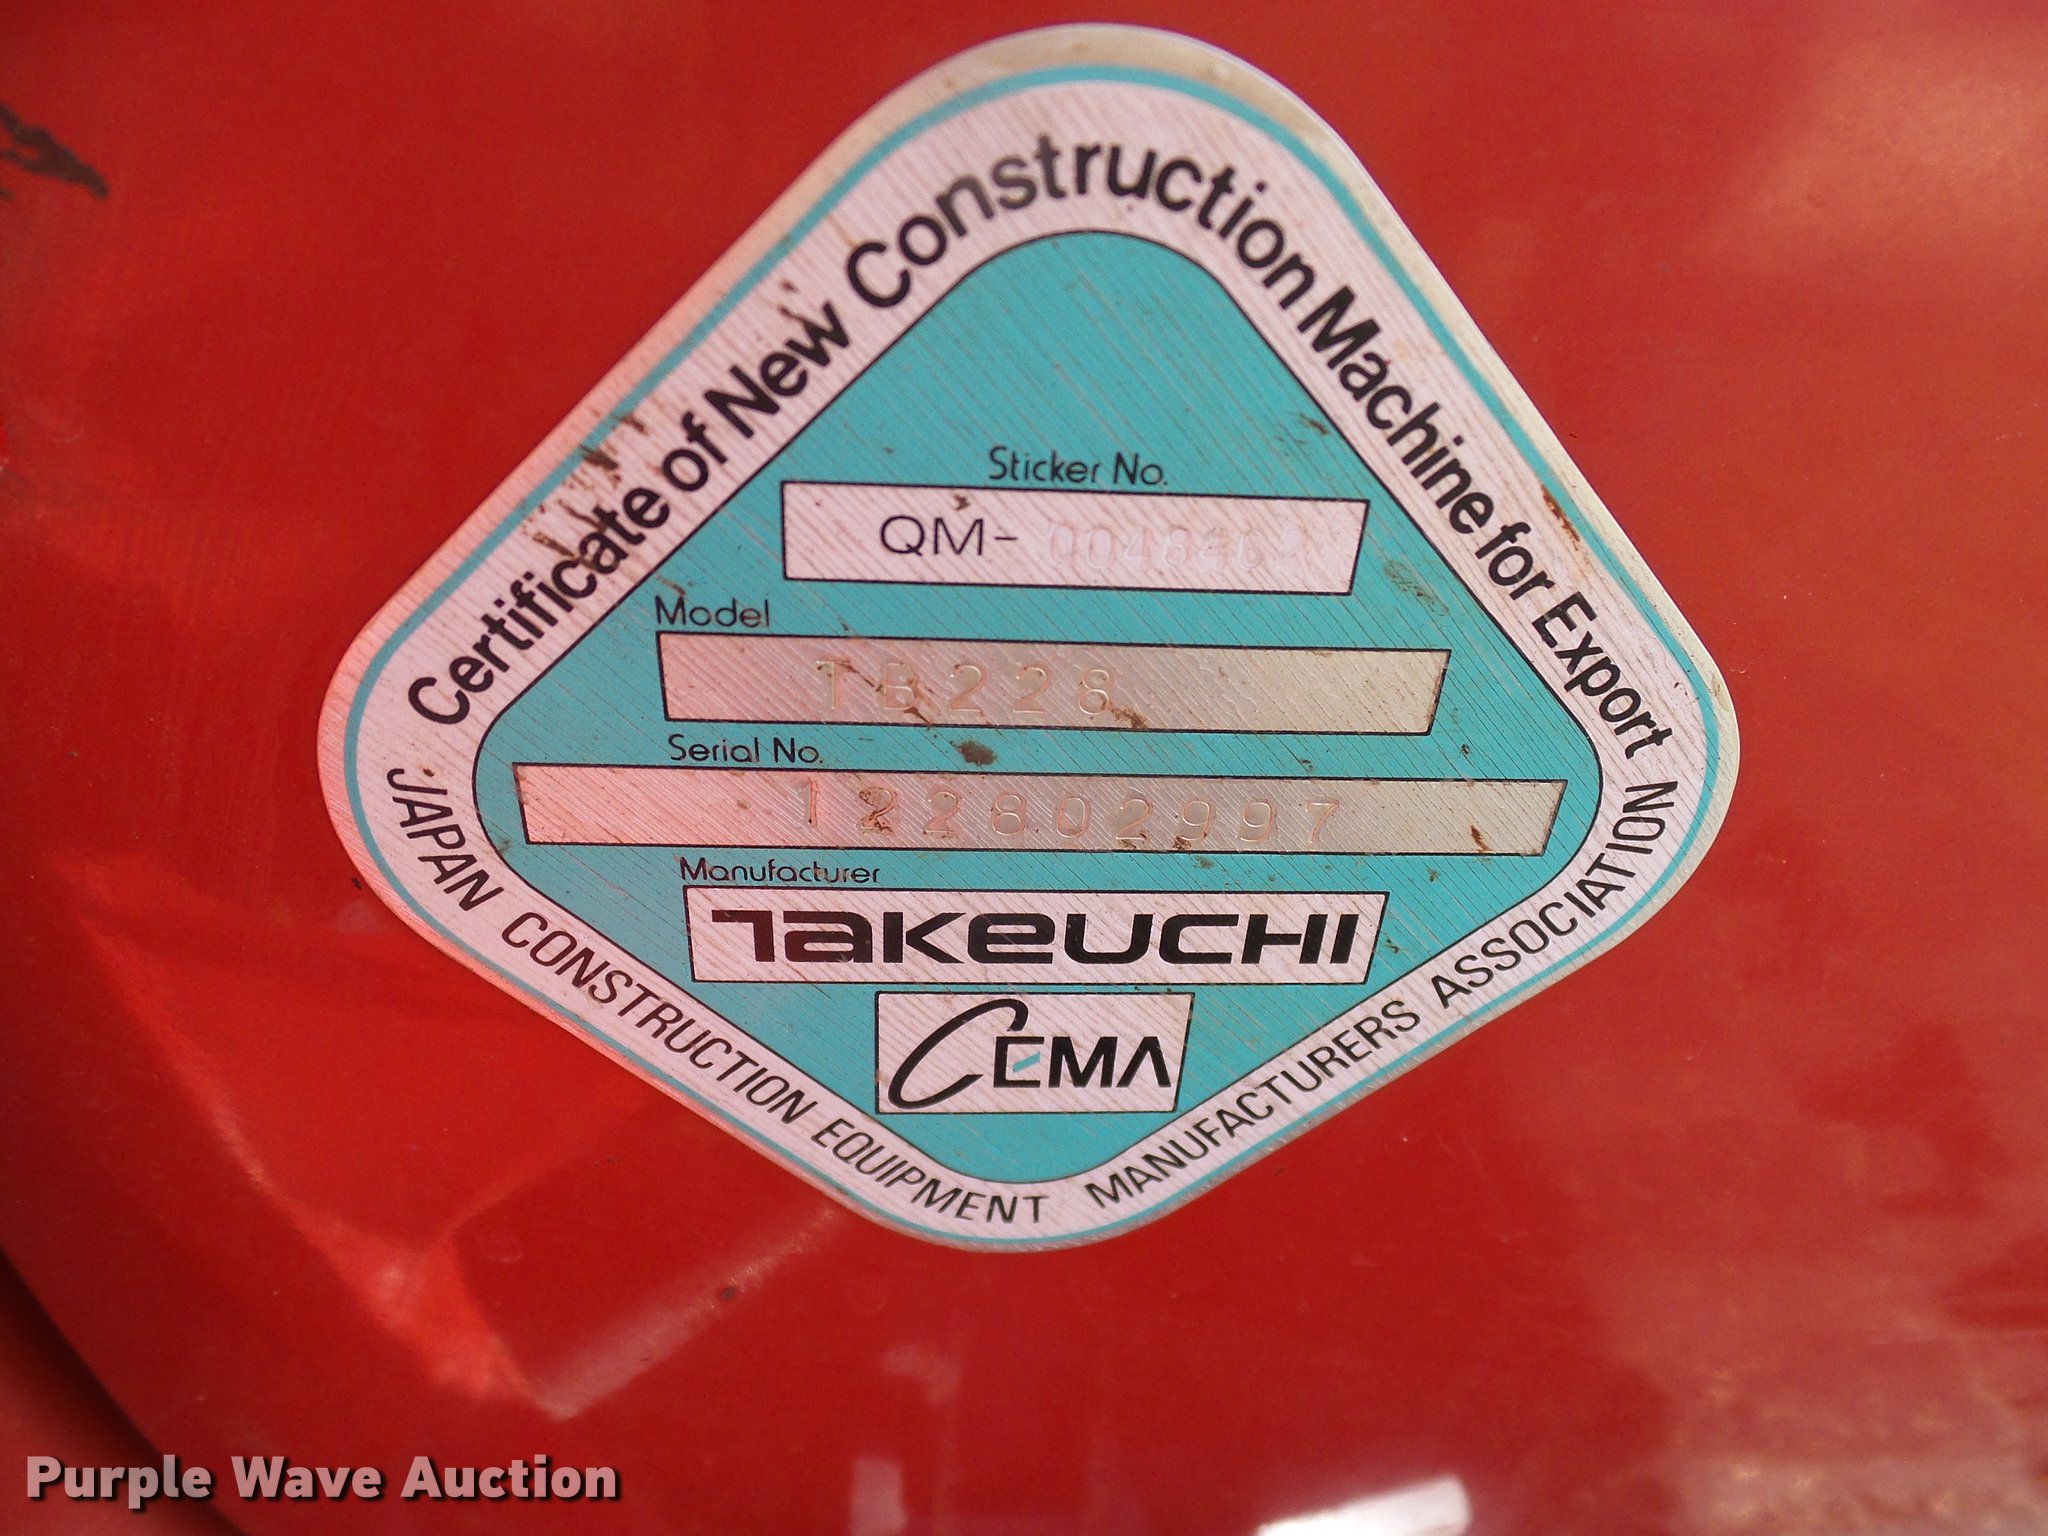 Certificate of New Construction Machine for Export
Sticker No.
QM-
Model
TB228
Serial No.
122802997
Manufacturer
TAKEUCHI
CEMA
JAPAN CONSTRUCTION EQUIPMENT MANUFACTURERS ASSOCIATION
Purple Wave Auction